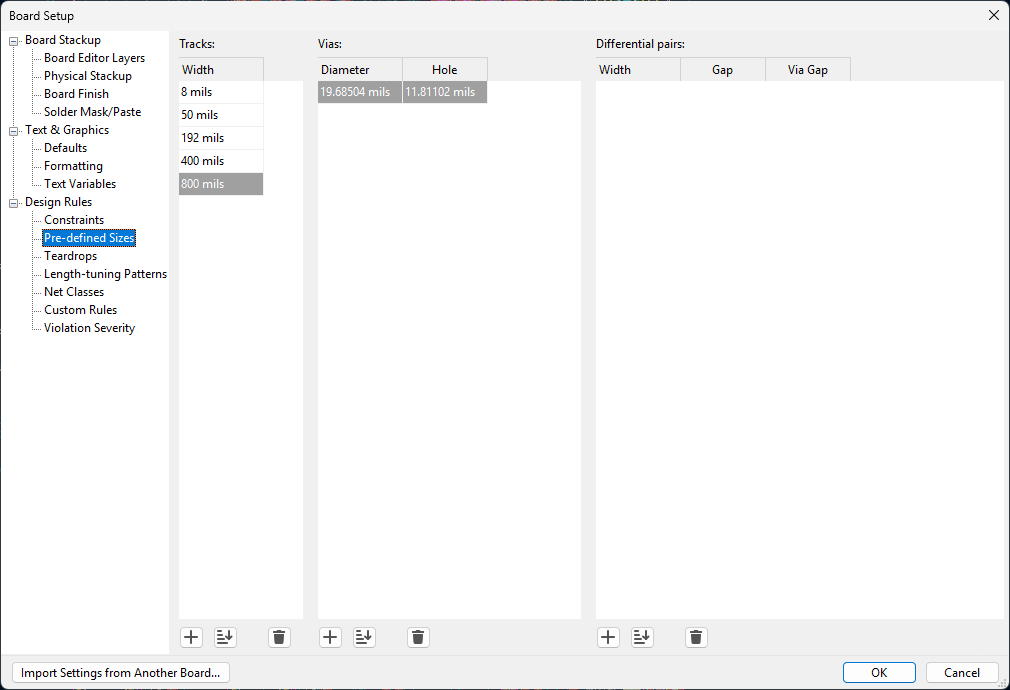 Board Setup
Board Stackup
Board Editor Layers
Physical Stackup
Board Finish
Solder Mask/Paste
Text & Graphics
Defaults
Formatting
Text Variables
Design Rules
Constraints
Pre-defined Sizes
Teardrops
Length-tuning Patterns
Net Classes
Custom Rules
Violation Severity
Tracks:
Width
8 mils
50 mils
192 mils
400 mils
800 mils
Vias:
Diameter Hole
19.68504 mils 11.81102 mils
Differential pairs:
Width Gap Via Gap
Import Settings from Another Board...
OK Cancel